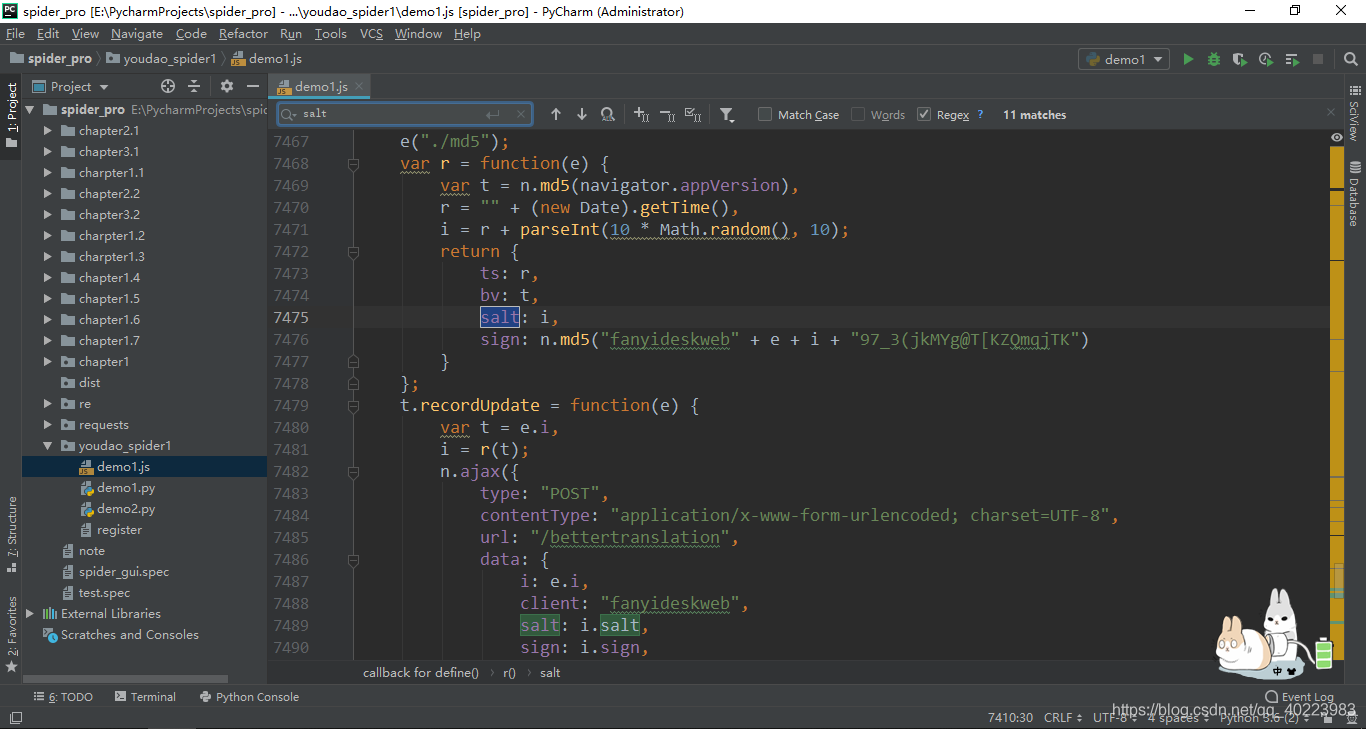 spider_pro [E:\PycharmProjects\spider_pro] - ...\youdao_spider1\demo1.js [spider_pro] - PyCharm (Administrator)
File Edit View Navigate Code Refactor Run Tools VCS Window Help
spider_pro youdao_spider1 demo1.js demo1
Project demo1.js
1: Project
spider_pro E:\PycharmProjects\spic
chapter2.1
chapter3.1
charpter1.1
chapter2.2
chapter3.2
charpter1.2
charpter1.3
chapter1.4
chapter1.5
chapter1.6
chapter1.7
chapter1
dist
re
requests
youdao_spider1
demo1.js
demo1.py
demo2.py
register
note
spider_gui.spec
test.spec
External Libraries
Scratches and Consoles
7: Structure
2: Favorites
salt Match Case Words Regex ? 11 matches
7467 e("./md5");
7468 var r = function(e) {
7469 var t = n.md5(navigator.appVersion),
7470 r = "" + (new Date).getTime(),
7471 i = r + parseInt(10 * Math.random(), 10);
7472 return {
7473 ts: r,
7474 bv: t,
7475 salt: i,
7476 sign: n.md5("fanyideskweb" + e + i + "97_3(jkMYg@T[KZQmqjTK")
7477 }
7478 };
7479 t.recordUpdate = function(e) {
7480 var t = e.i,
7481 i = r(t);
7482 n.ajax({
7483 type: "POST",
7484 contentType: "application/x-www-form-urlencoded; charset=UTF-8",
7485 url: "/bettertranslation",
7486 data: {
7487 i: e.i,
7488 client: "fanyideskweb",
7489 salt: i.salt,
7490 sign: i.sign,
callback for define() r() salt
SciView
Database
中
6: TODO Terminal Python Console Event Log
7410:30 CRLF UTF-8 4 spaces Python 3.6 (2)
https://blog.csdn.net/qq_40223983